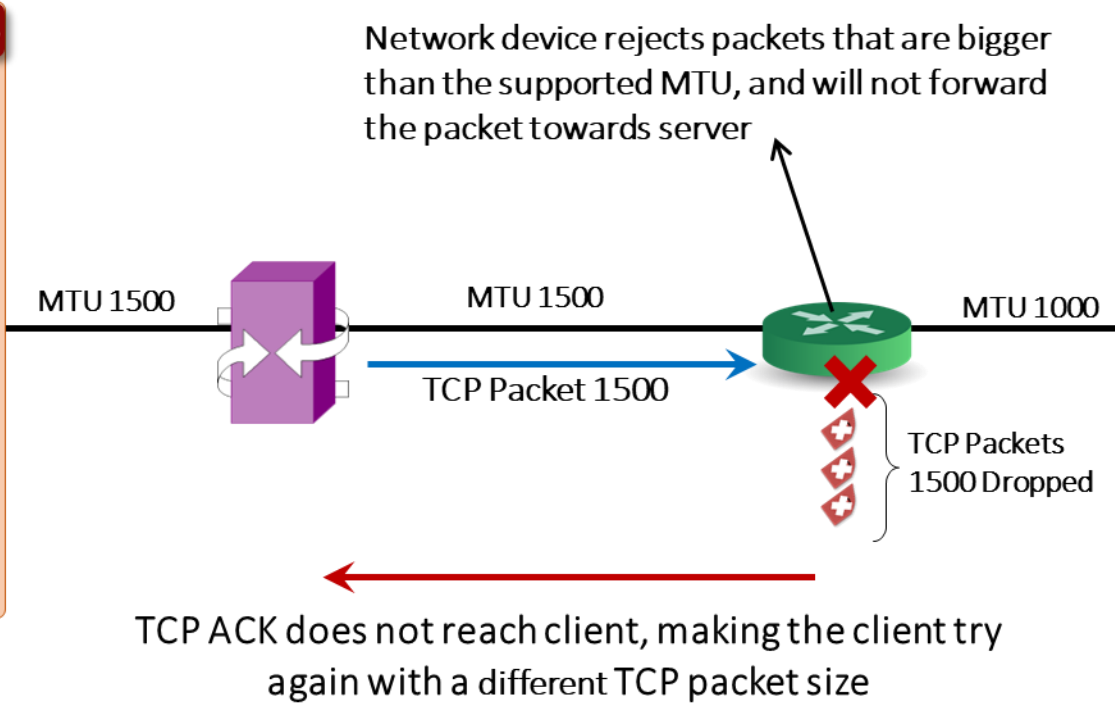 Network device rejects packets that are bigger
than the supported MTU, and will not forward
the packet towards server
MTU 1500
MTU 1500
MTU 1000
TCP Packet 1500
TCP Packets
1500 Dropped
TCP ACK does not reach client, making the client try
again with a different TCP packet size